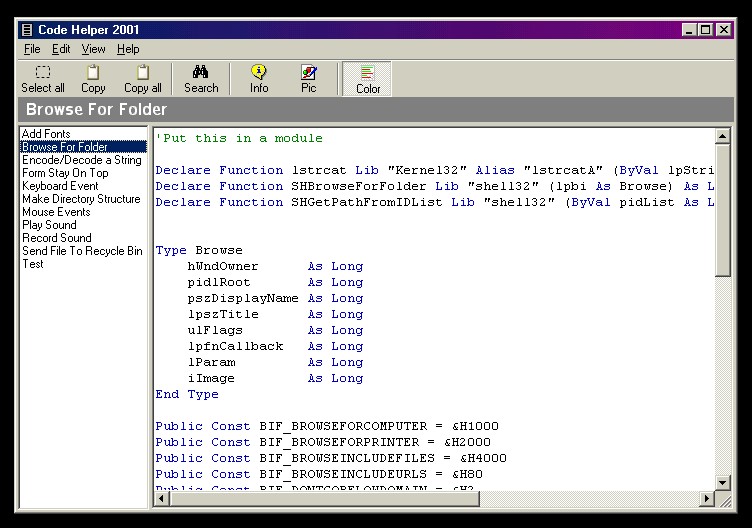 Code Helper 2001
File Edit View Help
Select all Copy Copy all Search Info Pic Color
Browse For Folder
Add Fonts
Browse For Folder
Encode/Decode a String
Form Stay On Top
Keyboard Event
Make Directory Structure
Mouse Events
Play Sound
Record Sound
Send File To Recycle Bin
Test
'Put this in a module
Declare Function lstrcat Lib "Kernel32" Alias "lstrcatA" (ByVal lpStri
Declare Function SHBrowseForFolder Lib "shell32" (lpbi As Browse) As L
Declare Function SHGetPathFromIDList Lib "shell32" (ByVal pidList As L
Type Browse
hWndOwner As Long
pidlRoot As Long
pszDisplayName As Long
lpszTitle As Long
ulFlags As Long
lpfnCallback As Long
lParam As Long
iImage As Long
End Type
Public Const BIF_BROWSEFORCOMPUTER = &H1000
Public Const BIF_BROWSEFORPRINTER = &H2000
Public Const BIF_BROWSEINCLUDEFILES = &H4000
Public Const BIF_BROWSEINCLUDEURLS = &H80
Public Const BIF_DONTGOBELOWDOMAIN = &H2